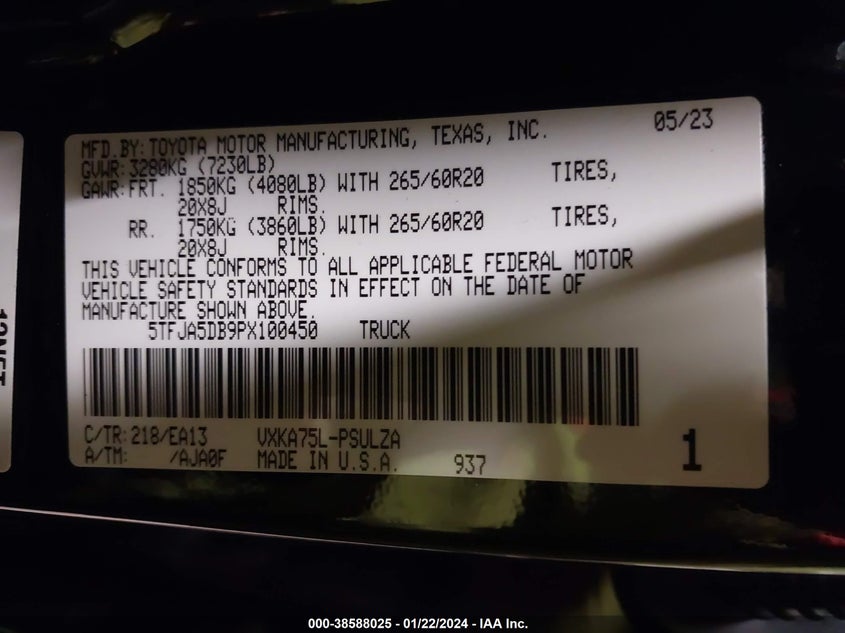 MFD.BY: TOYOTA MOTOR MANUFACTURING, TEXAS, INC. 05/23
GVWR: 3280KG (7230LB)
GAWR: FRT. 1850KG (4080LB) WITH 265/60R20 TIRES,
20X8J RIMS.
RR. 1750KG (3860LB) WITH 265/60R20 TIRES,
20X8J RIMS.
THIS VEHICLE CONFORMS TO ALL APPLICABLE FEDERAL MOTOR
VEHICLE SAFETY STANDARDS IN EFFECT ON THE DATE OF
MANUFACTURE SHOWN ABOVE.
5TFJA5DB9PX100450 TRUCK
C/TR: 218/EA13 VXKA75L-PSULZA
A/TM: /AJA0F MADE IN U.S.A. 937 1
000-38588025 - 01/22/2024 - IAA Inc.